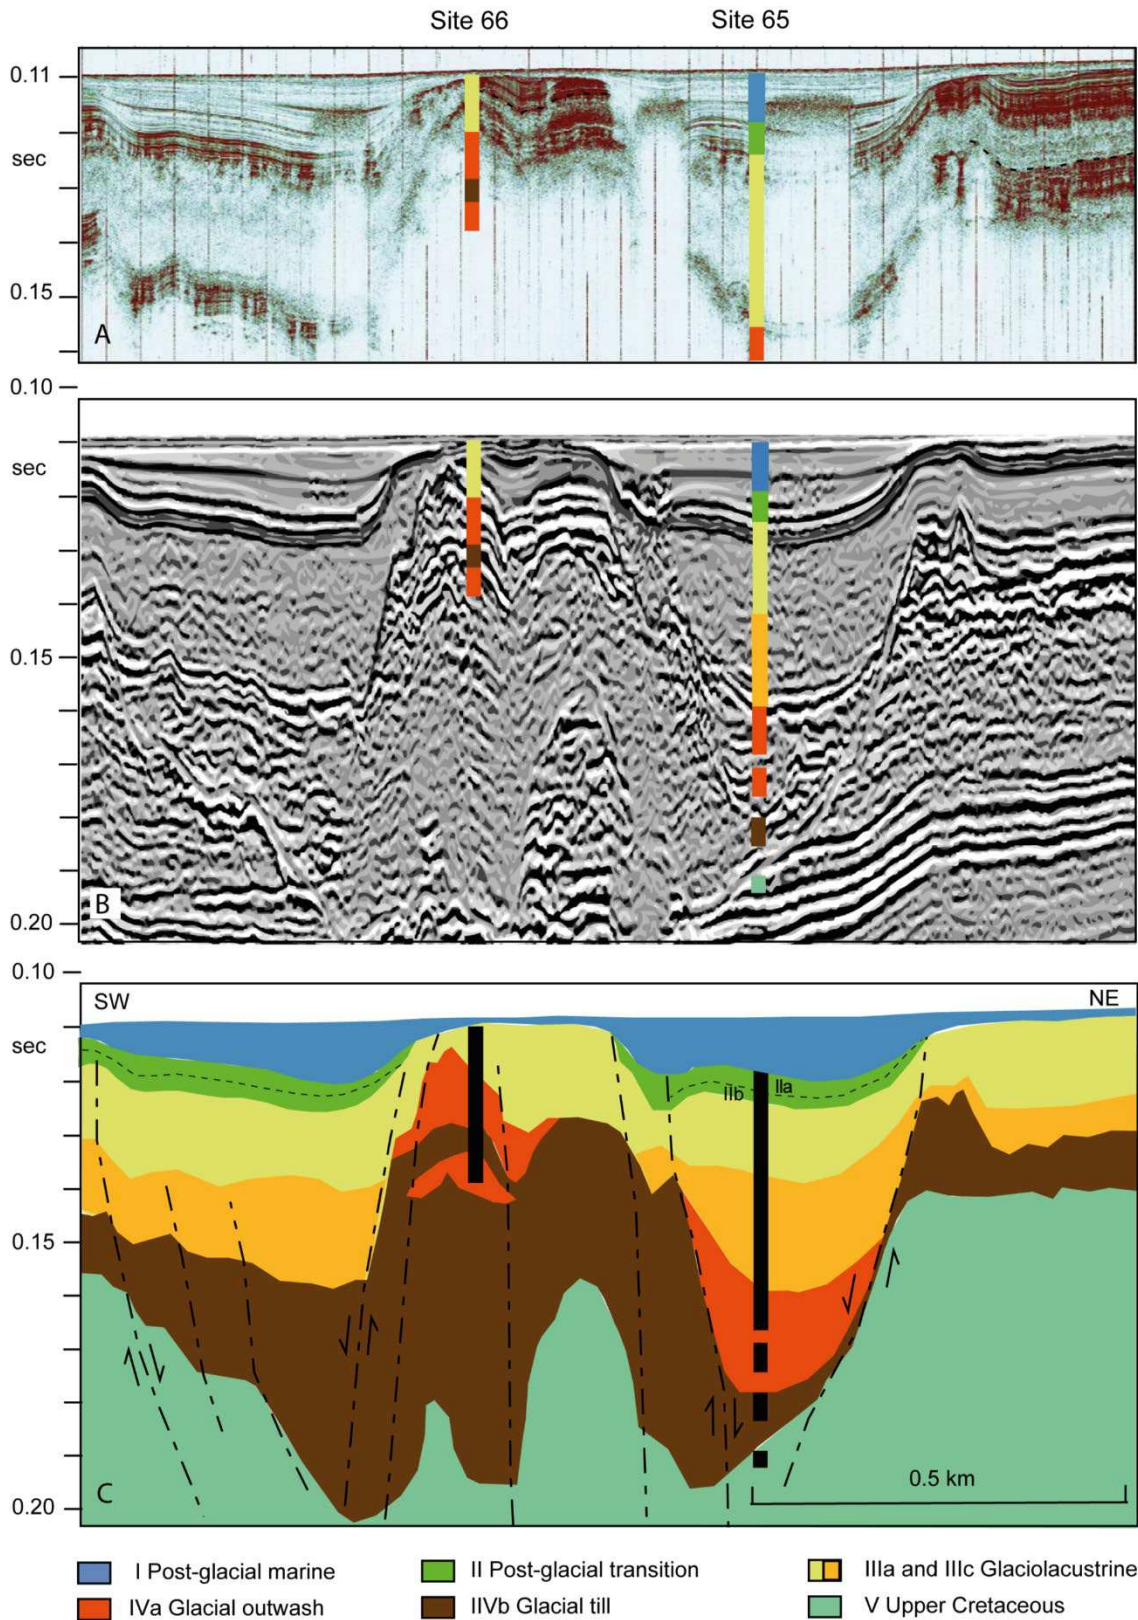 Site 66 Site 65
0.11
sec
0.15
A
0.10
sec
0.15
B
0.20
0.10
SW NE
sec
IIb IIa
0.15
0.5 km
C
0.20
I Post-glacial marine II Post-glacial transition IIIa and IIIc Glaciolacustrine
IVa Glacial outwash IIVb Glacial till V Upper Cretaceous